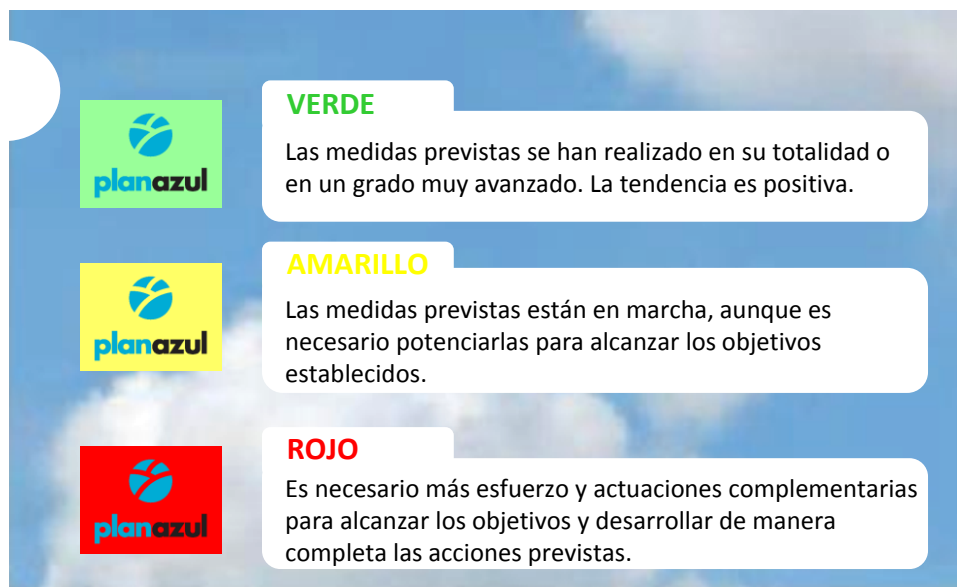 VERDE
planazul
Las medidas previstas se han realizado en su totalidad o
en un grado muy avanzado. La tendencia es positiva.
AMARILLO
planazul
Las medidas previstas están en marcha, aunque es
necesario potenciarlas para alcanzar los objetivos
establecidos.
ROJO
planazul
Es necesario más esfuerzo y actuaciones complementarias
para alcanzar los objetivos y desarrollar de manera
completa las acciones previstas.